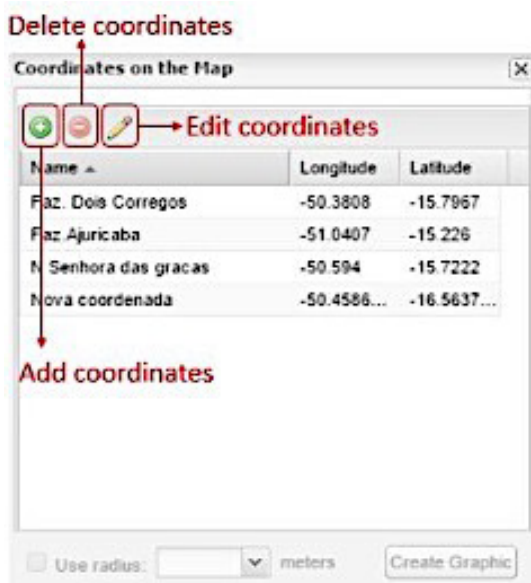 Delete coordinates
Coordinates on the Map
Edit coordinates
Name Longitude Latitude
Faz. Dois Corregos -50.3808 -15.7967
Faz.Ajuricaba -51.0407 -15.226
N Senhora das gracas -50.594 -15.7222
Nova coordenada -50.4586... -16.5637...
Add coordinates
Use radius: meters Create Graphic